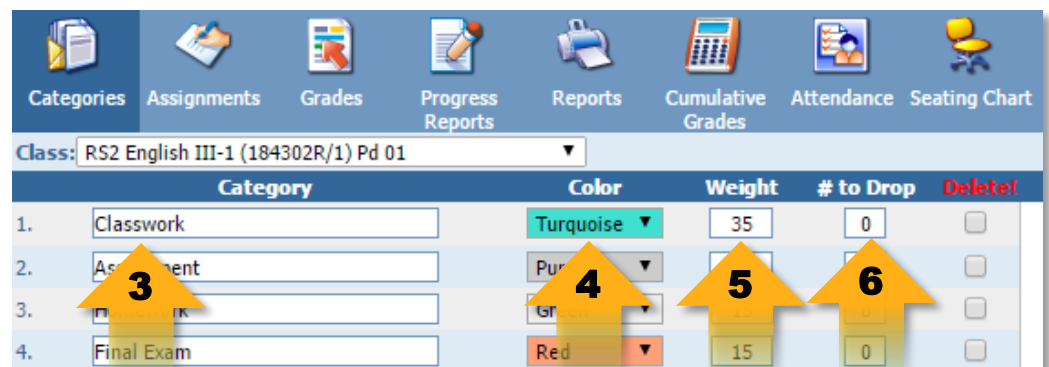 Categories Assignments Grades Progress Reports Reports Cumulative Grades Attendance Seating Chart
Class: RS2 English III-1 (184302R/1) Pd 01
Category Color Weight # to Drop Delete!
1. Classwork Turquoise 35 0
2.
3 4 5 6
3.
4. Final Exam Red 15 0